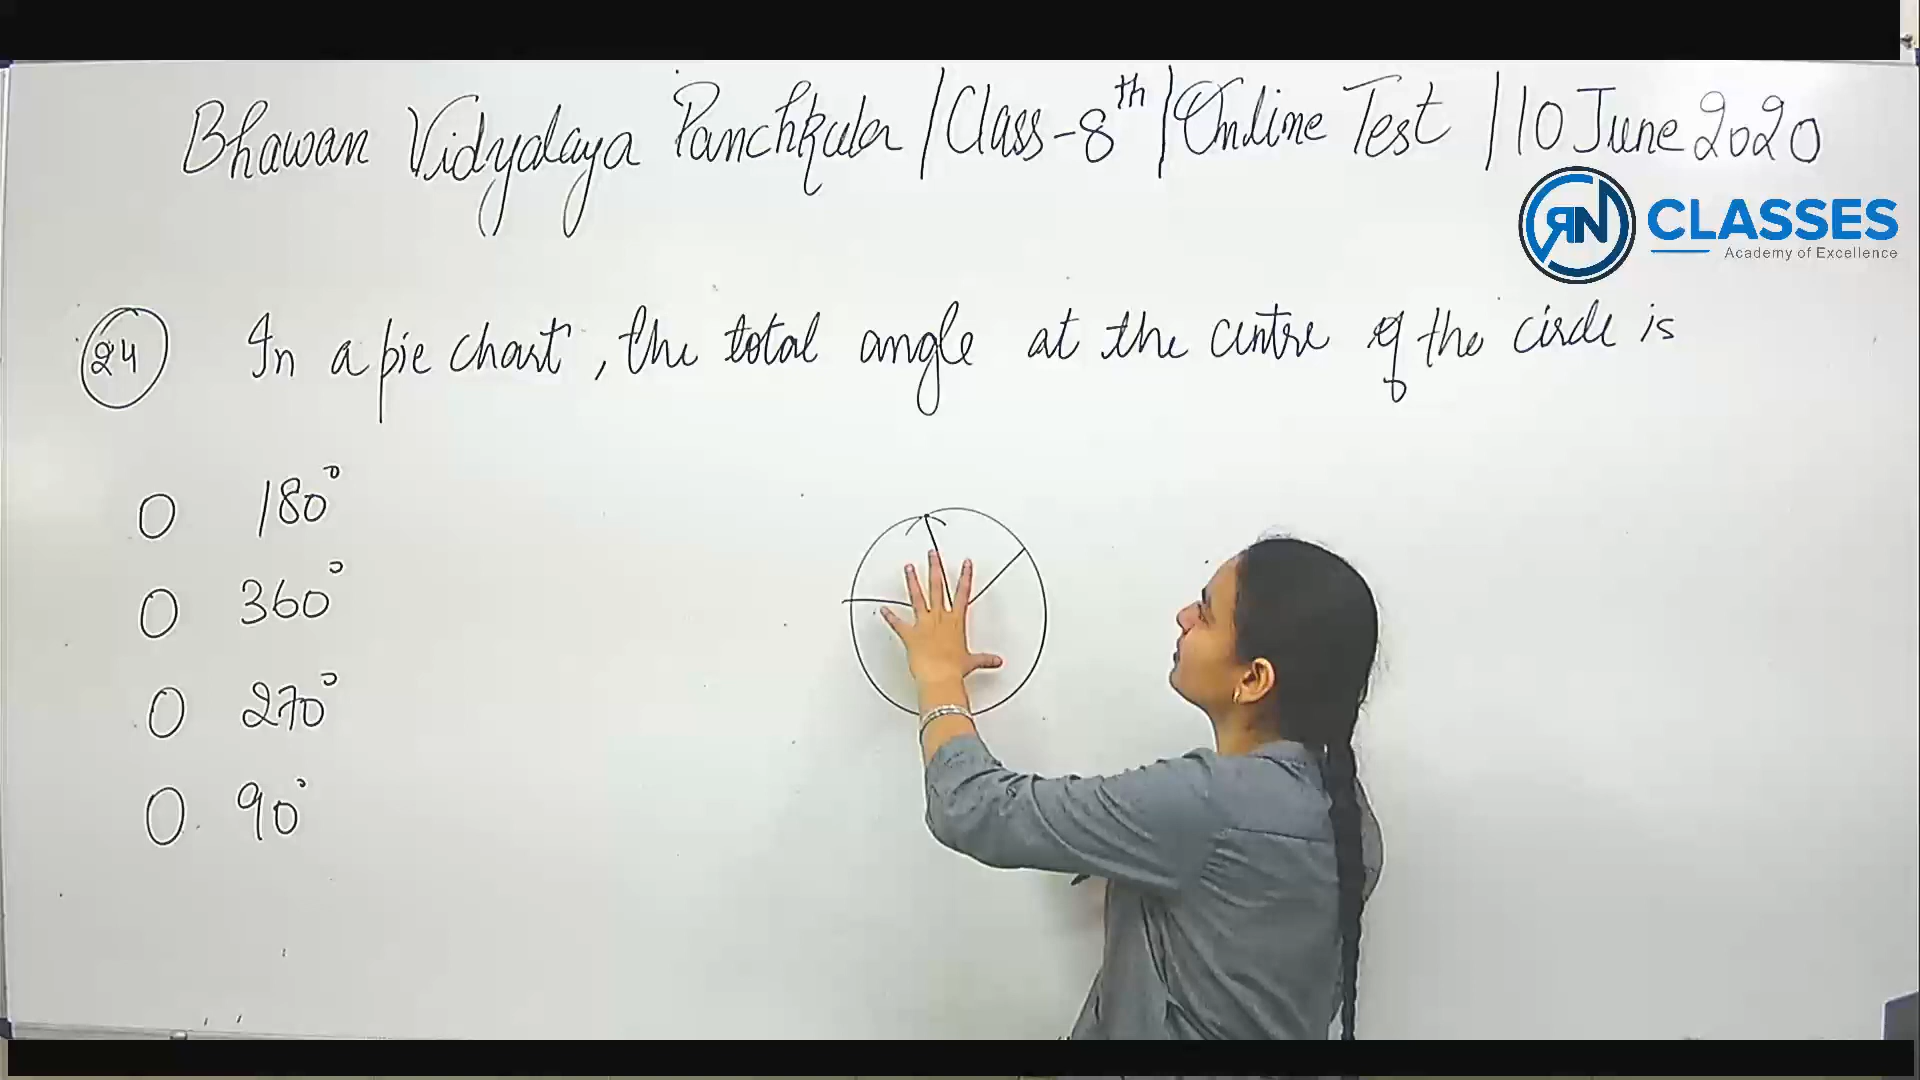 Bhawan Vidyalaya Panchkula / Class-8th / Online Test / 10 June 2020
RN CLASSES
Academy of Excellence
24 In a pie chart, the total angle at the centre of the circle is
180°
360°
270°
90°